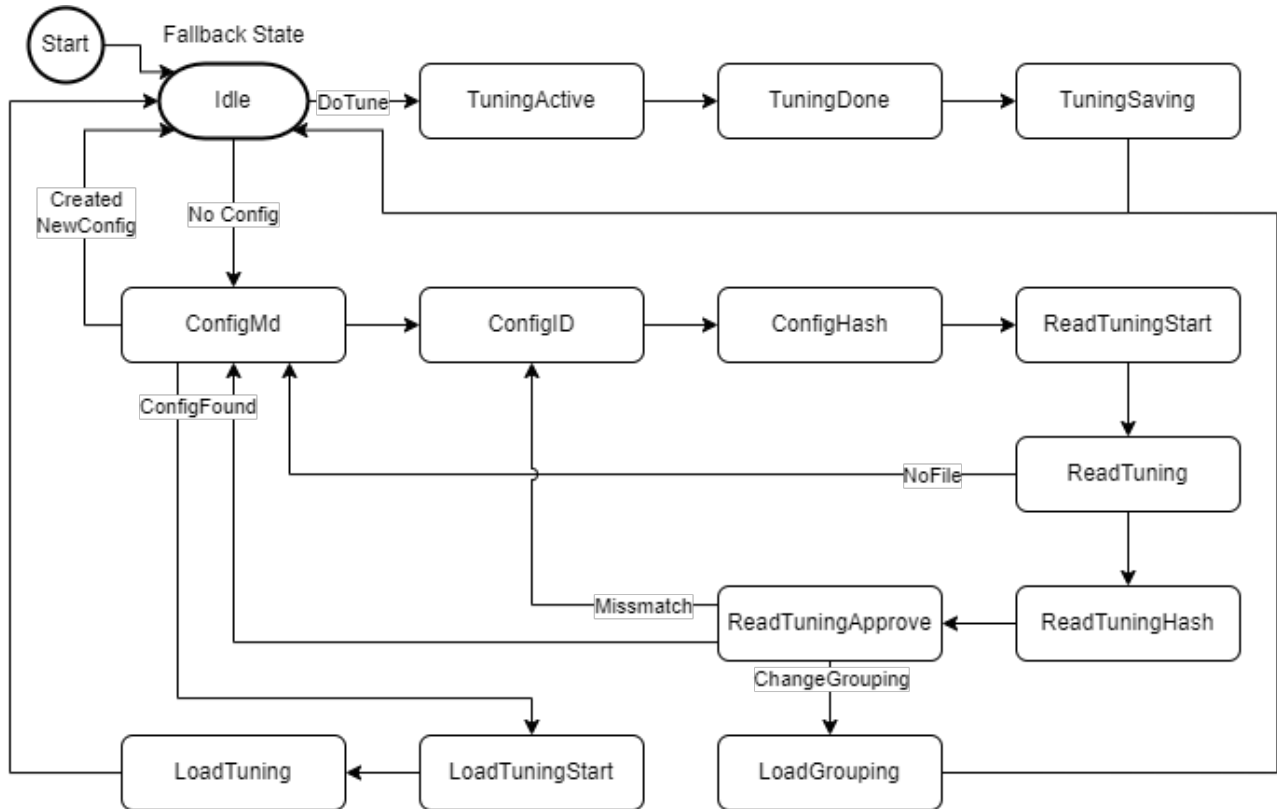 Start
Fallback State
Idle
DoTune
TuningActive
TuningDone
TuningSaving
Created
NewConfig
No Config
ConfigMd
ConfigID
ConfigHash
ReadTuningStart
ConfigFound
NoFile
ReadTuning
Missmatch
ReadTuningApprove
ReadTuningHash
ChangeGrouping
LoadTuning
LoadTuningStart
LoadGrouping